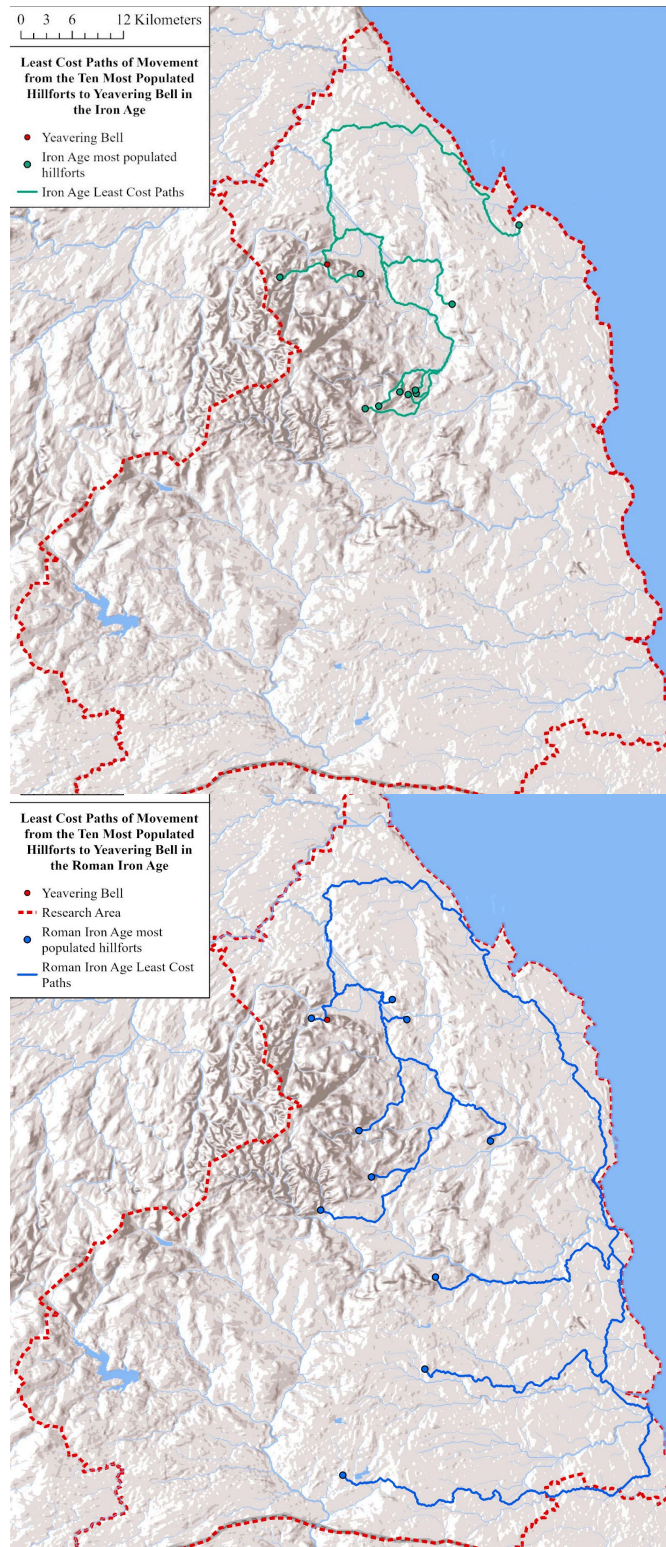 0 3 6 12 Kilometers
Least Cost Paths of Movement
from the Ten Most Populated
Hillforts to Yeavering Bell in
the Iron Age
Yeavering Bell
Iron Age most populated
hillforts
Iron Age Least Cost Paths
Least Cost Paths of Movement
from the Ten Most Populated
Hillforts to Yeavering Bell in
the Roman Iron Age
Yeavering Bell
Research Area
Roman Iron Age most
populated hillforts
Roman Iron Age Least Cost
Paths